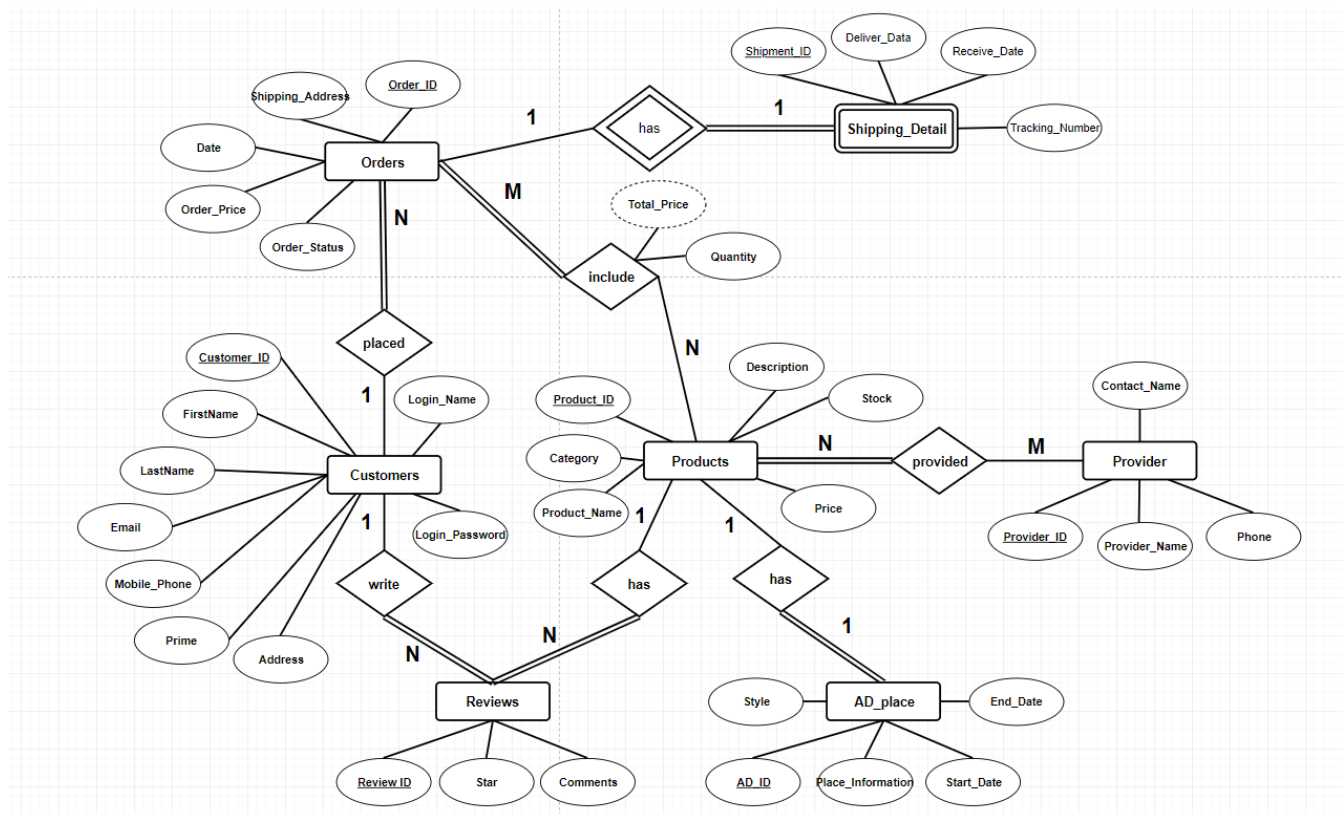 Shipment_ID
Deliver_Data
Receive_Date
Shipping_Address
Order_ID
1
has
1
Shipping_Detail
Tracking_Number
Date
Orders
M
Order_Price
N
Order_Status
Total_Price
Quantity
include
placed
Customer_ID
N
Description
Contact_Name
1
Login_Name
Product_ID
Stock
FirstName
Category
Products
N
provided
M
Provider
LastName
Customers
Product_Name
Price
Email
1
Login_Password
1
1
Provider_ID
Provider_Name
Phone
Mobile_Phone
write
has
has
Prime
Address
N
N
1
Reviews
Style
AD_place
End_Date
Review ID
Star
Comments
AD_ID
Place_Information
Start_Date